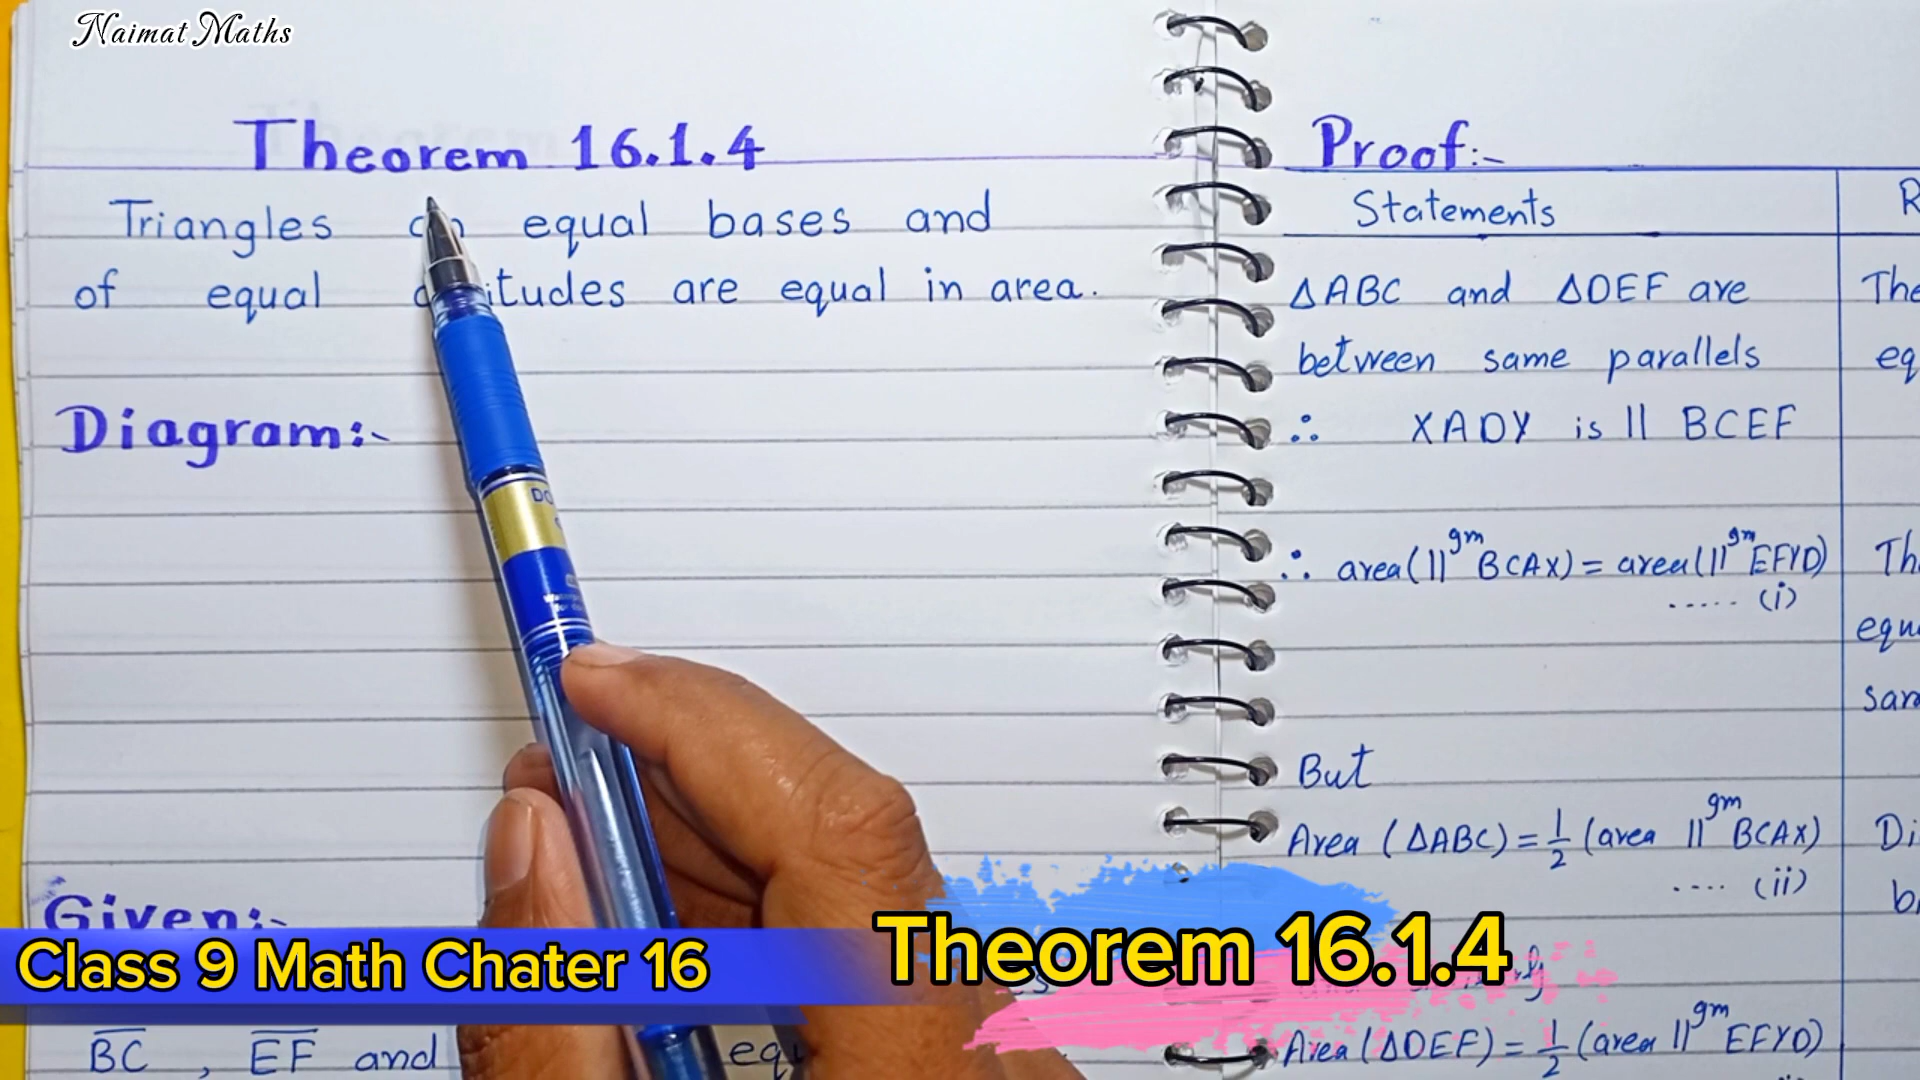 Naimat Maths
Theorem 16.1.4
Triangles equal bases and
of equal are equal in area.
Diagram:-
Given:-
BC , EF and
Proof:-
Statements
ΔABC and ΔDEF are
between same parallels
∴ XADY is || BCEF
∴ area(||gm BCAX) = area(||gm EFYD)
..... (i)
But
Area (ΔABC) = 1/2 (area ||gm BCAX)
.... (ii)
Area (ΔDEF) = 1/2 (area ||gm EFYD)
Class 9 Math Chater 16
Theorem 16.1.4